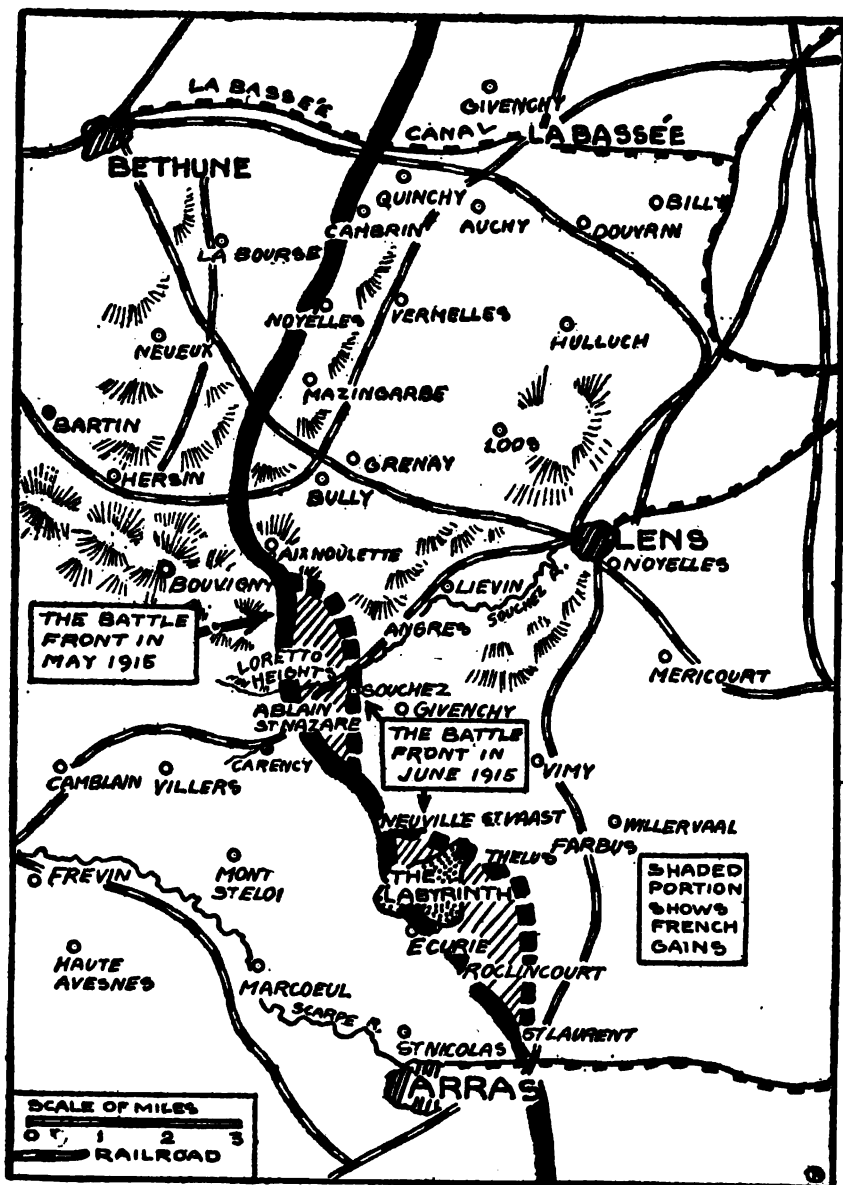 LA BASSÉE
GIVENCHY
CANAL
LA BASSÉE
BETHUNE
QUINCHY
BILLY
CAMBRIN
AUCHY
DOUVRIN
LA BOURSE
NOYELLES
VERMELLES
NEUEUX
HULLUCH
MAZINGARBE
BARTIN
LOOS
HERSIN
GRENAY
BULLY
LENS
AIXNOULETTE
NOYELLES
BOUVIGNY
LIEVIN
SOUCHEZ R.
THE BATTLE
FRONT IN
MAY 1915
ANGRES
LORETTO
HEIGHTS
MERICOURT
SOUCHEZ
ABLAIN
ST NAZARE
GIVENCHY
THE BATTLE
FRONT IN
JUNE 1915
CARENCY
VIMY
CAMBLAIN
VILLERS
NEUVILLE ST. VAAST
WILLERVAAL
FARBUS
THELUS
FREVIN
MONT
ST ELOI
THE
LABYRINTH
SHADED
PORTION
SHOWS
FRENCH
GAINS
ECURIE
HAUTE
AVESNES
ROCLINCOURT
MARCOEUL
SCARPE R.
ST NICOLAS
ST LAURENT
ARRAS
SCALE OF MILES
0 1 2 3
RAILROAD